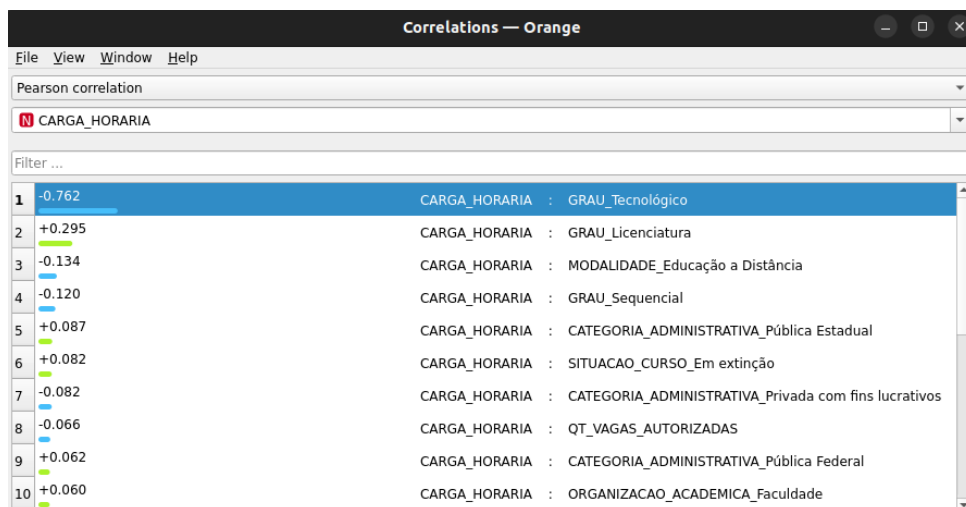 Correlations — Orange
File View Window Help
Pearson correlation
N CARGA_HORARIA
Filter ...
1 -0.762 CARGA_HORARIA : GRAU_Tecnológico
2 +0.295 CARGA_HORARIA : GRAU_Licenciatura
3 -0.134 CARGA_HORARIA : MODALIDADE_Educação a Distância
4 -0.120 CARGA_HORARIA : GRAU_Sequencial
5 +0.087 CARGA_HORARIA : CATEGORIA_ADMINISTRATIVA_Pública Estadual
6 +0.082 CARGA_HORARIA : SITUACAO_CURSO_Em extinção
7 -0.082 CARGA_HORARIA : CATEGORIA_ADMINISTRATIVA_Privada com fins lucrativos
8 -0.066 CARGA_HORARIA : QT_VAGAS_AUTORIZADAS
9 +0.062 CARGA_HORARIA : CATEGORIA_ADMINISTRATIVA_Pública Federal
10 +0.060 CARGA_HORARIA : ORGANIZACAO_ACADEMICA_Faculdade